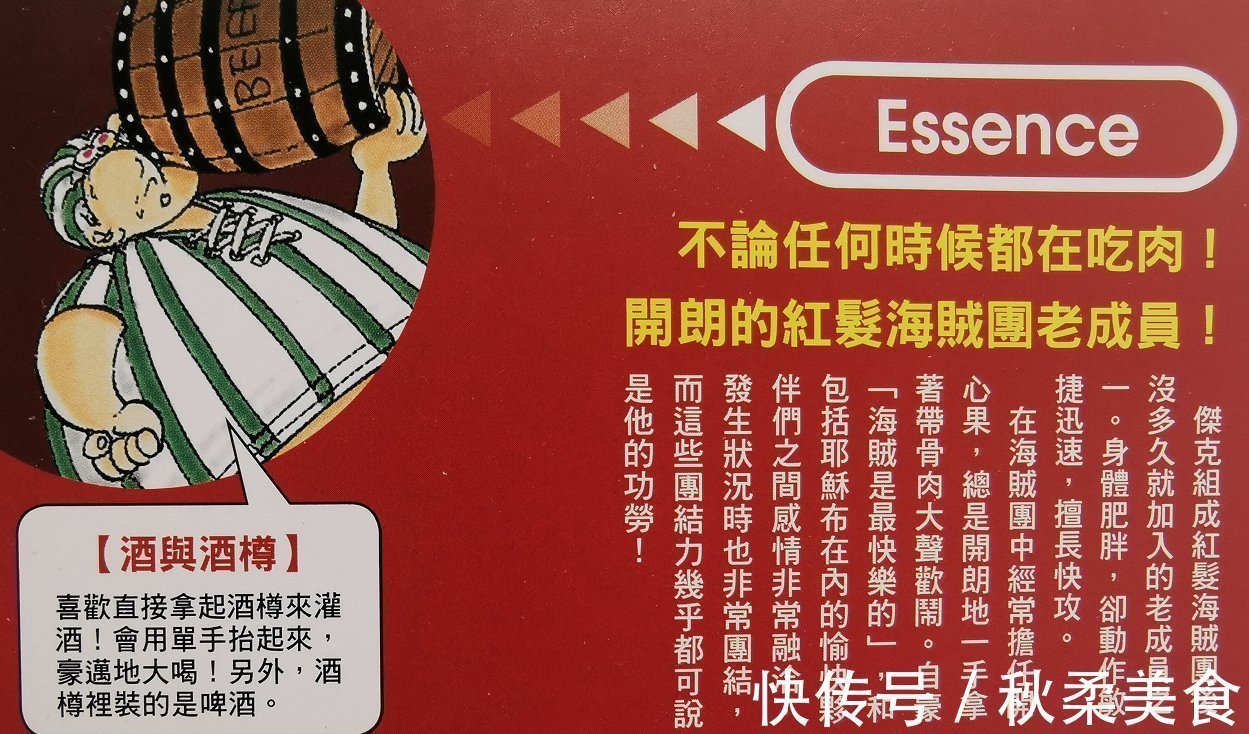 BEER
Essence
不論任何時候都在吃肉！
開朗的紅髮海賊團老成員！
傑克組成紅髮海賊團
沒多久就加入的老成員
一。身體肥胖，卻動作敏
捷迅速，擅長快攻。
在海賊團中經常擔任開
心果，總是開朗地一手拿
著帶骨肉大聲歡鬧。自豪
「海賊是最快樂的」，和
包括耶穌布在內的愉快夥
伴們之間感情非常融洽，
發生狀況時也非常團結，
而這些團結力幾乎都可說
是他的功勞！
【酒與酒樽】
喜歡直接拿起酒樽來灌
酒！會用單手抬起來，
豪邁地大喝！另外，酒
樽裡裝的是啤酒。
快传号/秋柔美食